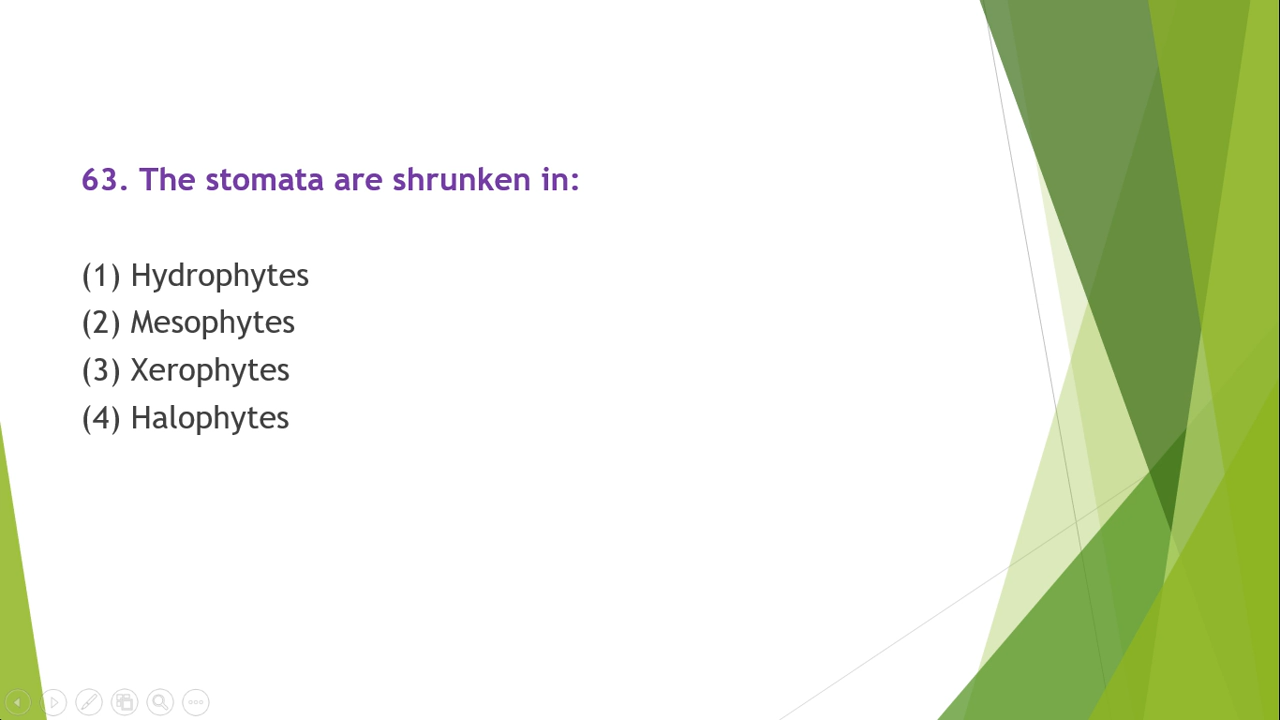 63. The stomata are shrunken in:
(1) Hydrophytes
(2) Mesophytes
(3) Xerophytes
(4) Halophytes